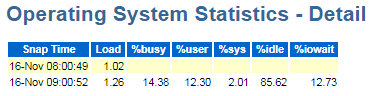 Operating System Statistics - Detail
Snap Time Load %busy %user %sys %idle %iowait
16-Nov 08:00:49 1.02
16-Nov 09:00:52 1.26 14.38 12.30 2.01 85.62 12.73